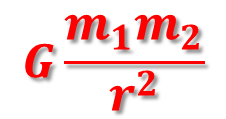 G m₁m₂ / r²